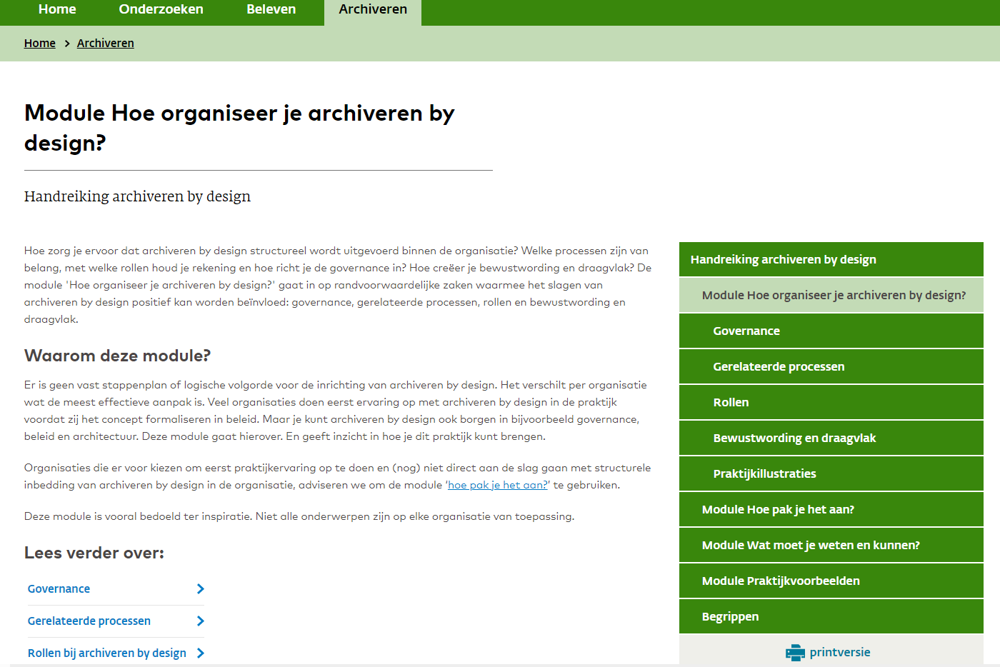 Home Onderzoeken Beleven Archiveren
Home > Archiveren
Module Hoe organiseer je archiveren by
design?
Handreiking archiveren by design
Hoe zorg je ervoor dat archiveren by design structureel wordt uitgevoerd binnen de organisatie? Welke processen zijn van
belang, met welke rollen houd je rekening en hoe richt je de governance in? Hoe creëer je bewustwording en draagvlak? De
module 'Hoe organiseer je archiveren by design?' gaat in op randvoorwaardelijke zaken waarmee het slagen van
archiveren by design positief kan worden beïnvloed: governance, gerelateerde processen, rollen en bewustwording en
draagvlak.
Waarom deze module?
Er is geen vast stappenplan of logische volgorde voor de inrichting van archiveren by design. Het verschilt per organisatie
wat de meest effectieve aanpak is. Veel organisaties doen eerst ervaring op met archiveren by design in de praktijk
voordat zij het concept formaliseren in beleid. Maar je kunt archiveren by design ook borgen in bijvoorbeeld governance,
beleid en architectuur. Deze module gaat hierover. En geeft inzicht in hoe je dit praktijk kunt brengen.
Organisaties die er voor kiezen om eerst praktijkervaring op te doen en (nog) niet direct aan de slag gaan met structurele
inbedding van archiveren by design in de organisatie, adviseren we om de module ‘hoe pak je het aan?’ te gebruiken.
Deze module is vooral bedoeld ter inspiratie. Niet alle onderwerpen zijn op elke organisatie van toepassing.
Lees verder over:
Governance
Gerelateerde processen
Rollen bij archiveren by design
Handreiking archiveren by design
Module Hoe organiseer je archiveren by design?
Governance
Gerelateerde processen
Rollen
Bewustwording en draagvlak
Praktijkillustraties
Module Hoe pak je het aan?
Module Wat moet je weten en kunnen?
Module Praktijkvoorbeelden
Begrippen
printversie